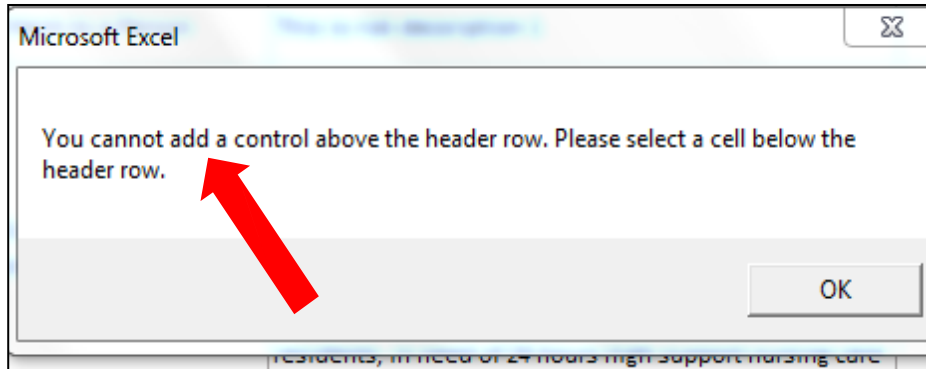 Microsoft Excel
You cannot add a control above the header row. Please select a cell below the
header row.
OK
residents, in need of 24 hours high support nursing care